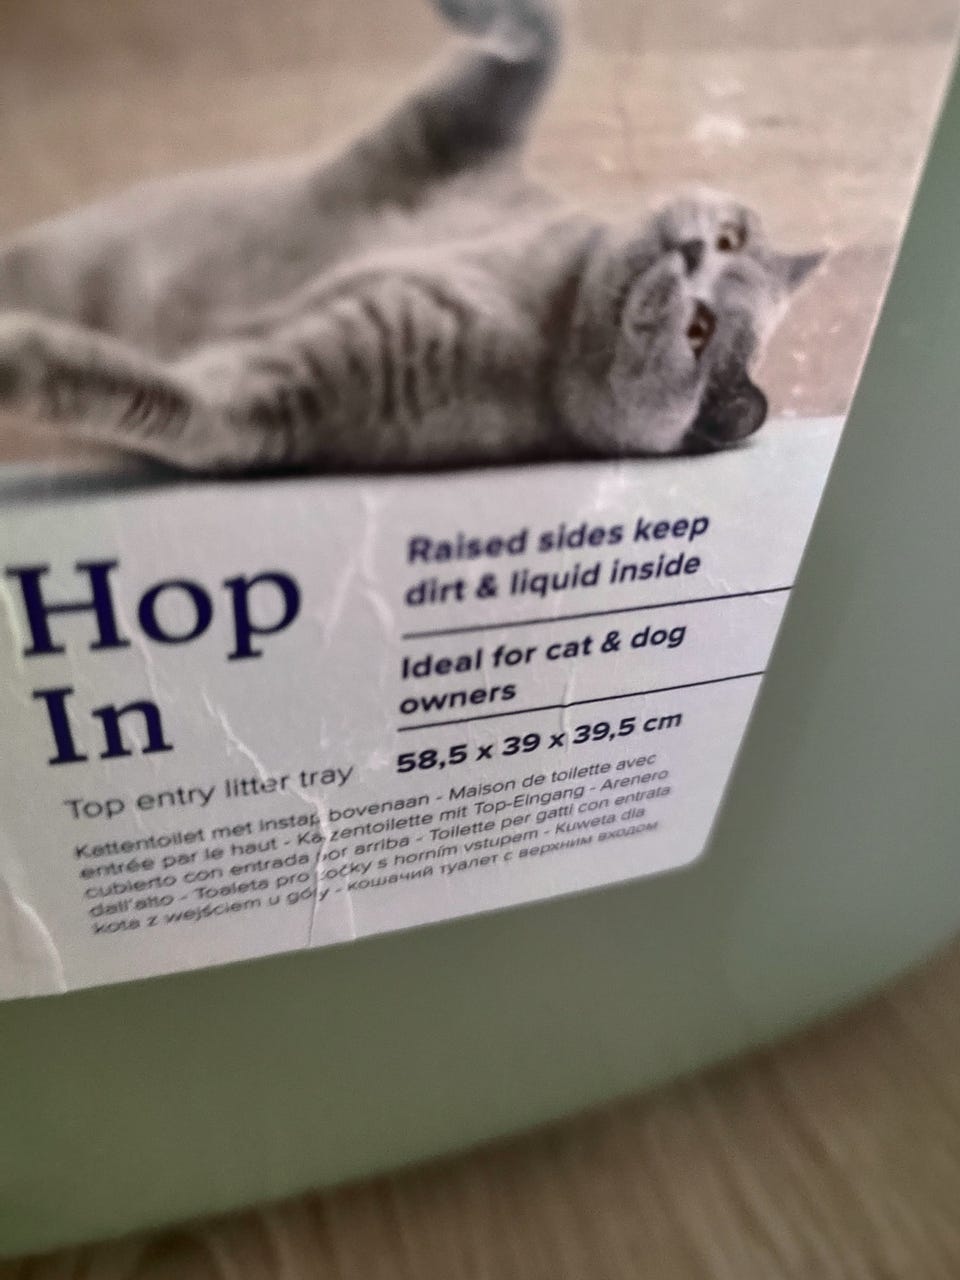 Hop
In
Top entry litter tray
Raised sides keep
dirt & liquid inside
Ideal for cat & dog
owners
58,5 x 39 x 39,5 cm
Kattentoilet met instap bovenaan - Maison de toilette avec
entrée par le haut - Katzentoilette mit Top-Eingang - Arenero
cubierto con entrada por arriba - Toilette per gatti con entrata
dall'alto - Toaleta pro kočky s horním vstupem - Kuweta dla
kota z wejściem u góry - кошачий туалет с верхним входом